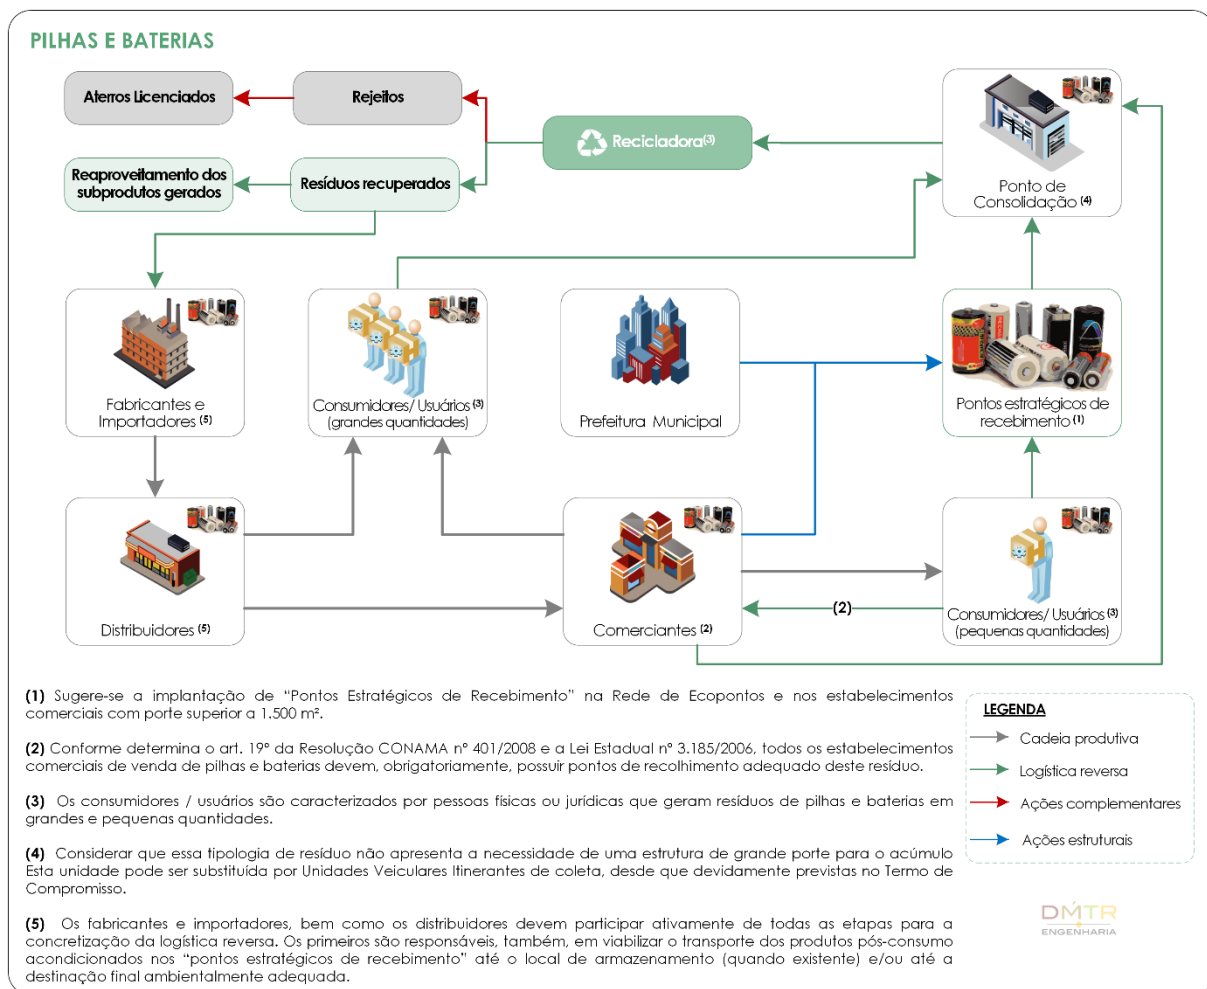 PILHAS E BATERIAS
Aterros Licenciados
Rejeitos
Recicladora(3)
Reaproveitamento dos
subprodutos gerados
Resíduos recuperados
Ponto de
Consolidação (4)
Fabricantes e
Importadores (5)
Consumidores/ Usuários (3)
(grandes quantidades)
Prefeitura Municipal
Pontos estratégicos de
recebimento (1)
Distribuidores (5)
Comerciantes (2)
(2)
Consumidores/ Usuários (3)
(pequenas quantidades)
(1) Sugere-se a implantação de “Pontos Estratégicos de Recebimento” na Rede de Ecopontos e nos estabelecimentos
comerciais com porte superior a 1.500 m².
(2) Conforme determina o art. 19º da Resolução CONAMA nº 401/2008 e a Lei Estadual nº 3.185/2006, todos os estabelecimentos
comerciais de venda de pilhas e baterias devem, obrigatoriamente, possuir pontos de recolhimento adequado deste resíduo.
(3) Os consumidores / usuários são caracterizados por pessoas físicas ou jurídicas que geram resíduos de pilhas e baterias em
grandes e pequenas quantidades.
(4) Considerar que essa tipologia de resíduo não apresenta a necessidade de uma estrutura de grande porte para o acúmulo
Esta unidade pode ser substituída por Unidades Veiculares Itinerantes de coleta, desde que devidamente previstas no Termo de
Compromisso.
(5) Os fabricantes e importadores, bem como os distribuidores devem participar ativamente de todas as etapas para a
concretização da logística reversa. Os primeiros são responsáveis, também, em viabilizar o transporte dos produtos pós-consumo
acondicionados nos “pontos estratégicos de recebimento” até o local de armazenamento (quando existente) e/ou até a
destinação final ambientalmente adequada.
LEGENDA
Cadeia produtiva
Logística reversa
Ações complementares
Ações estruturais
DMTR
ENGENHARIA